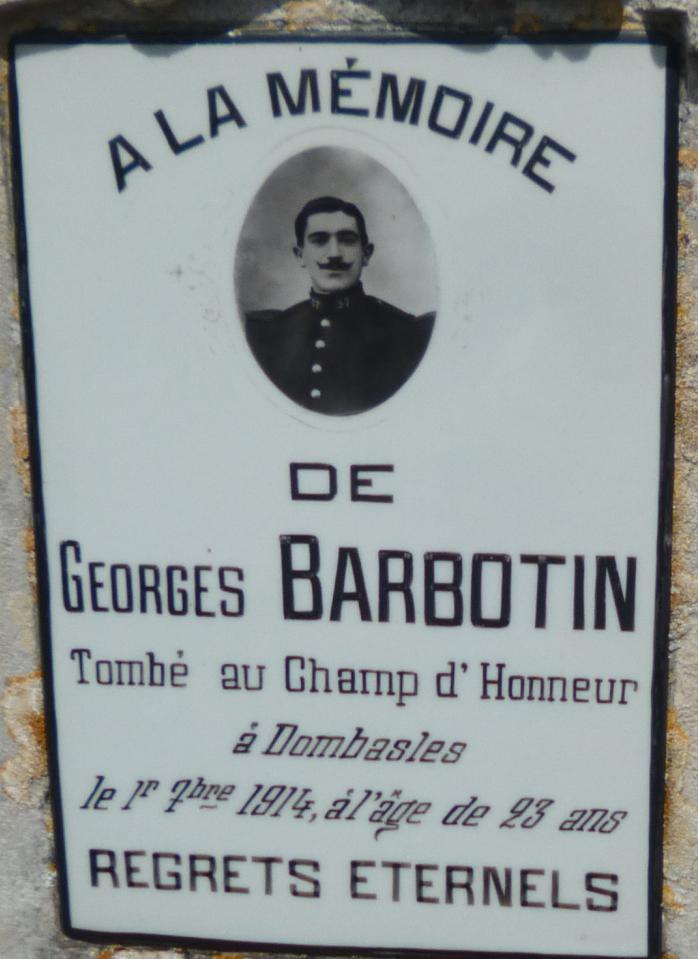 A LA MÉMOIRE
DE
GEORGES BARBOTIN
Tombé au Champ d'Honneur
à Dombasles
le 1r 7bre 1914, à l'âge de 23 ans
REGRETS ETERNELS